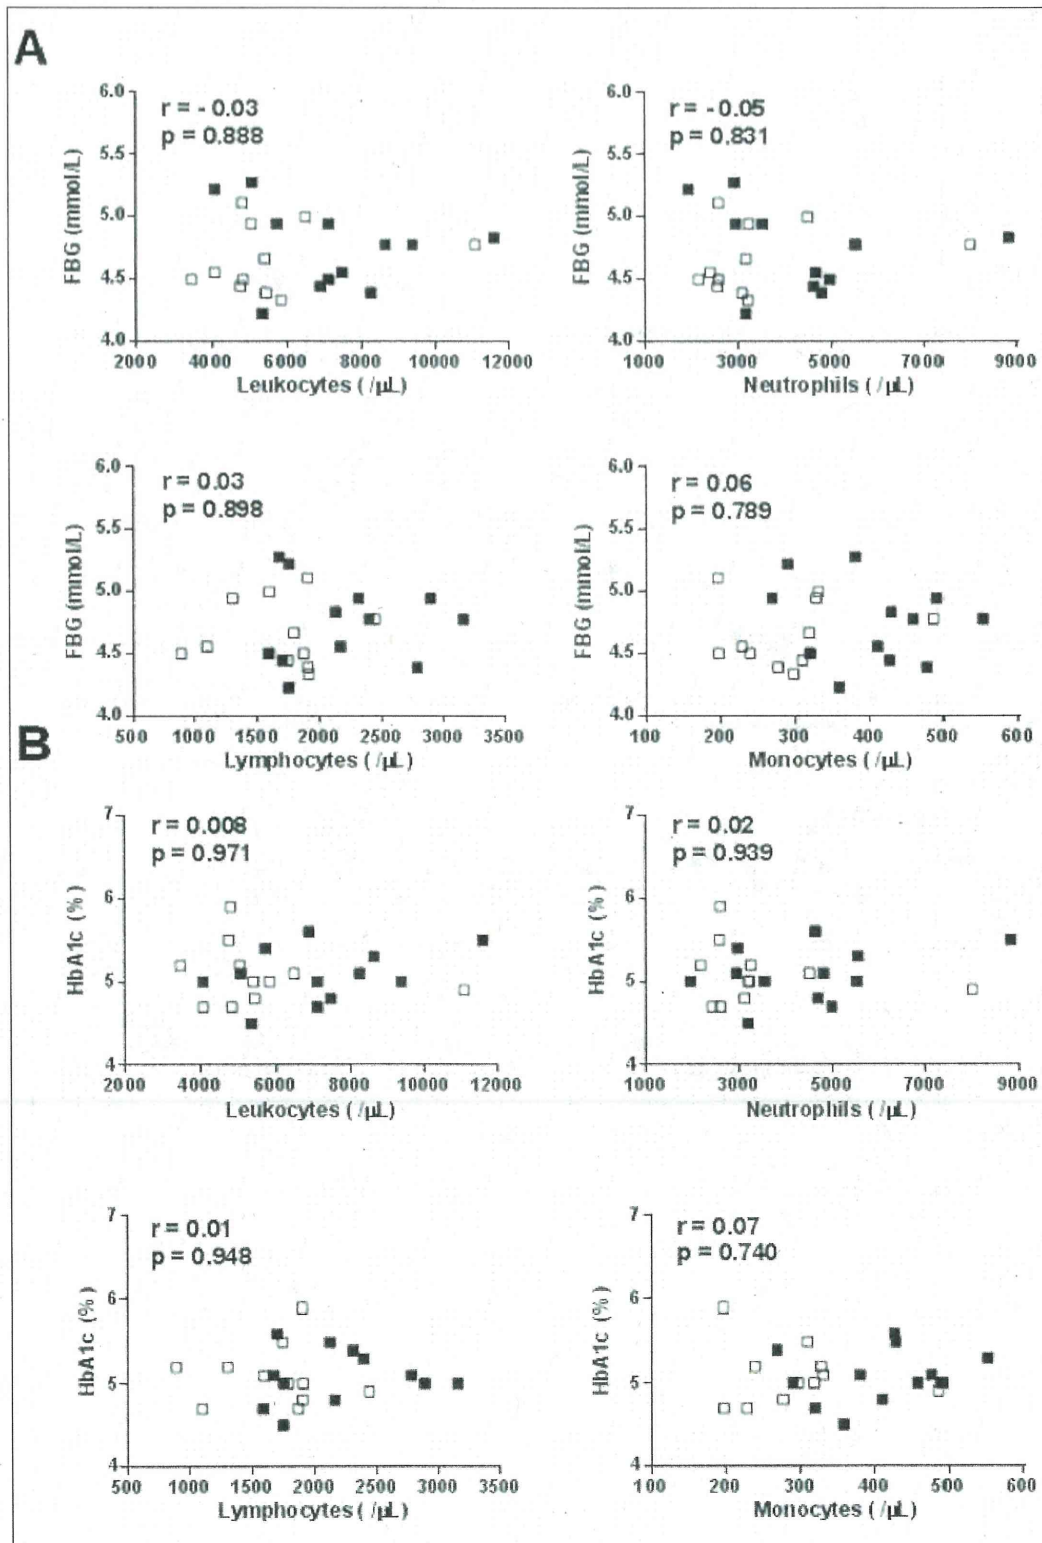 A
r = - 0.03
p = 0.888
FBG (mmol/L)
6.0
5.5
5.0
4.5
4.0
2000 4000 6000 8000 10000 12000
Leukocytes ( /µL)
r = -0.05
p = 0.831
FBG (mmol/L)
6.0
5.5
5.0
4.5
4.0
1000 3000 5000 7000 9000
Neutrophils ( /µL)
r = 0.03
p = 0.898
FBG (mmol/L)
6.0
5.5
5.0
4.5
4.0
500 1000 1500 2000 2500 3000 3500
Lymphocytes ( /µL)
r = 0.06
p = 0.789
FBG (mmol/L)
6.0
5.5
5.0
4.5
4.0
100 200 300 400 500 600
Monocytes ( /µL)
B
r = 0.008
p = 0.971
HbA1c (%)
7
6
5
4
2000 4000 6000 8000 10000 12000
Leukocytes ( /µL)
r = 0.02
p = 0.939
HbA1c (%)
7
6
5
4
1000 3000 5000 7000 9000
Neutrophils ( /µL)
r = 0.01
p = 0.948
HbA1c (%)
7
6
5
4
500 1000 1500 2000 2500 3000 3500
Lymphocytes ( /µL)
r = 0.07
p = 0.740
HbA1c (%)
7
6
5
4
100 200 300 400 500 600
Monocytes ( /µL)